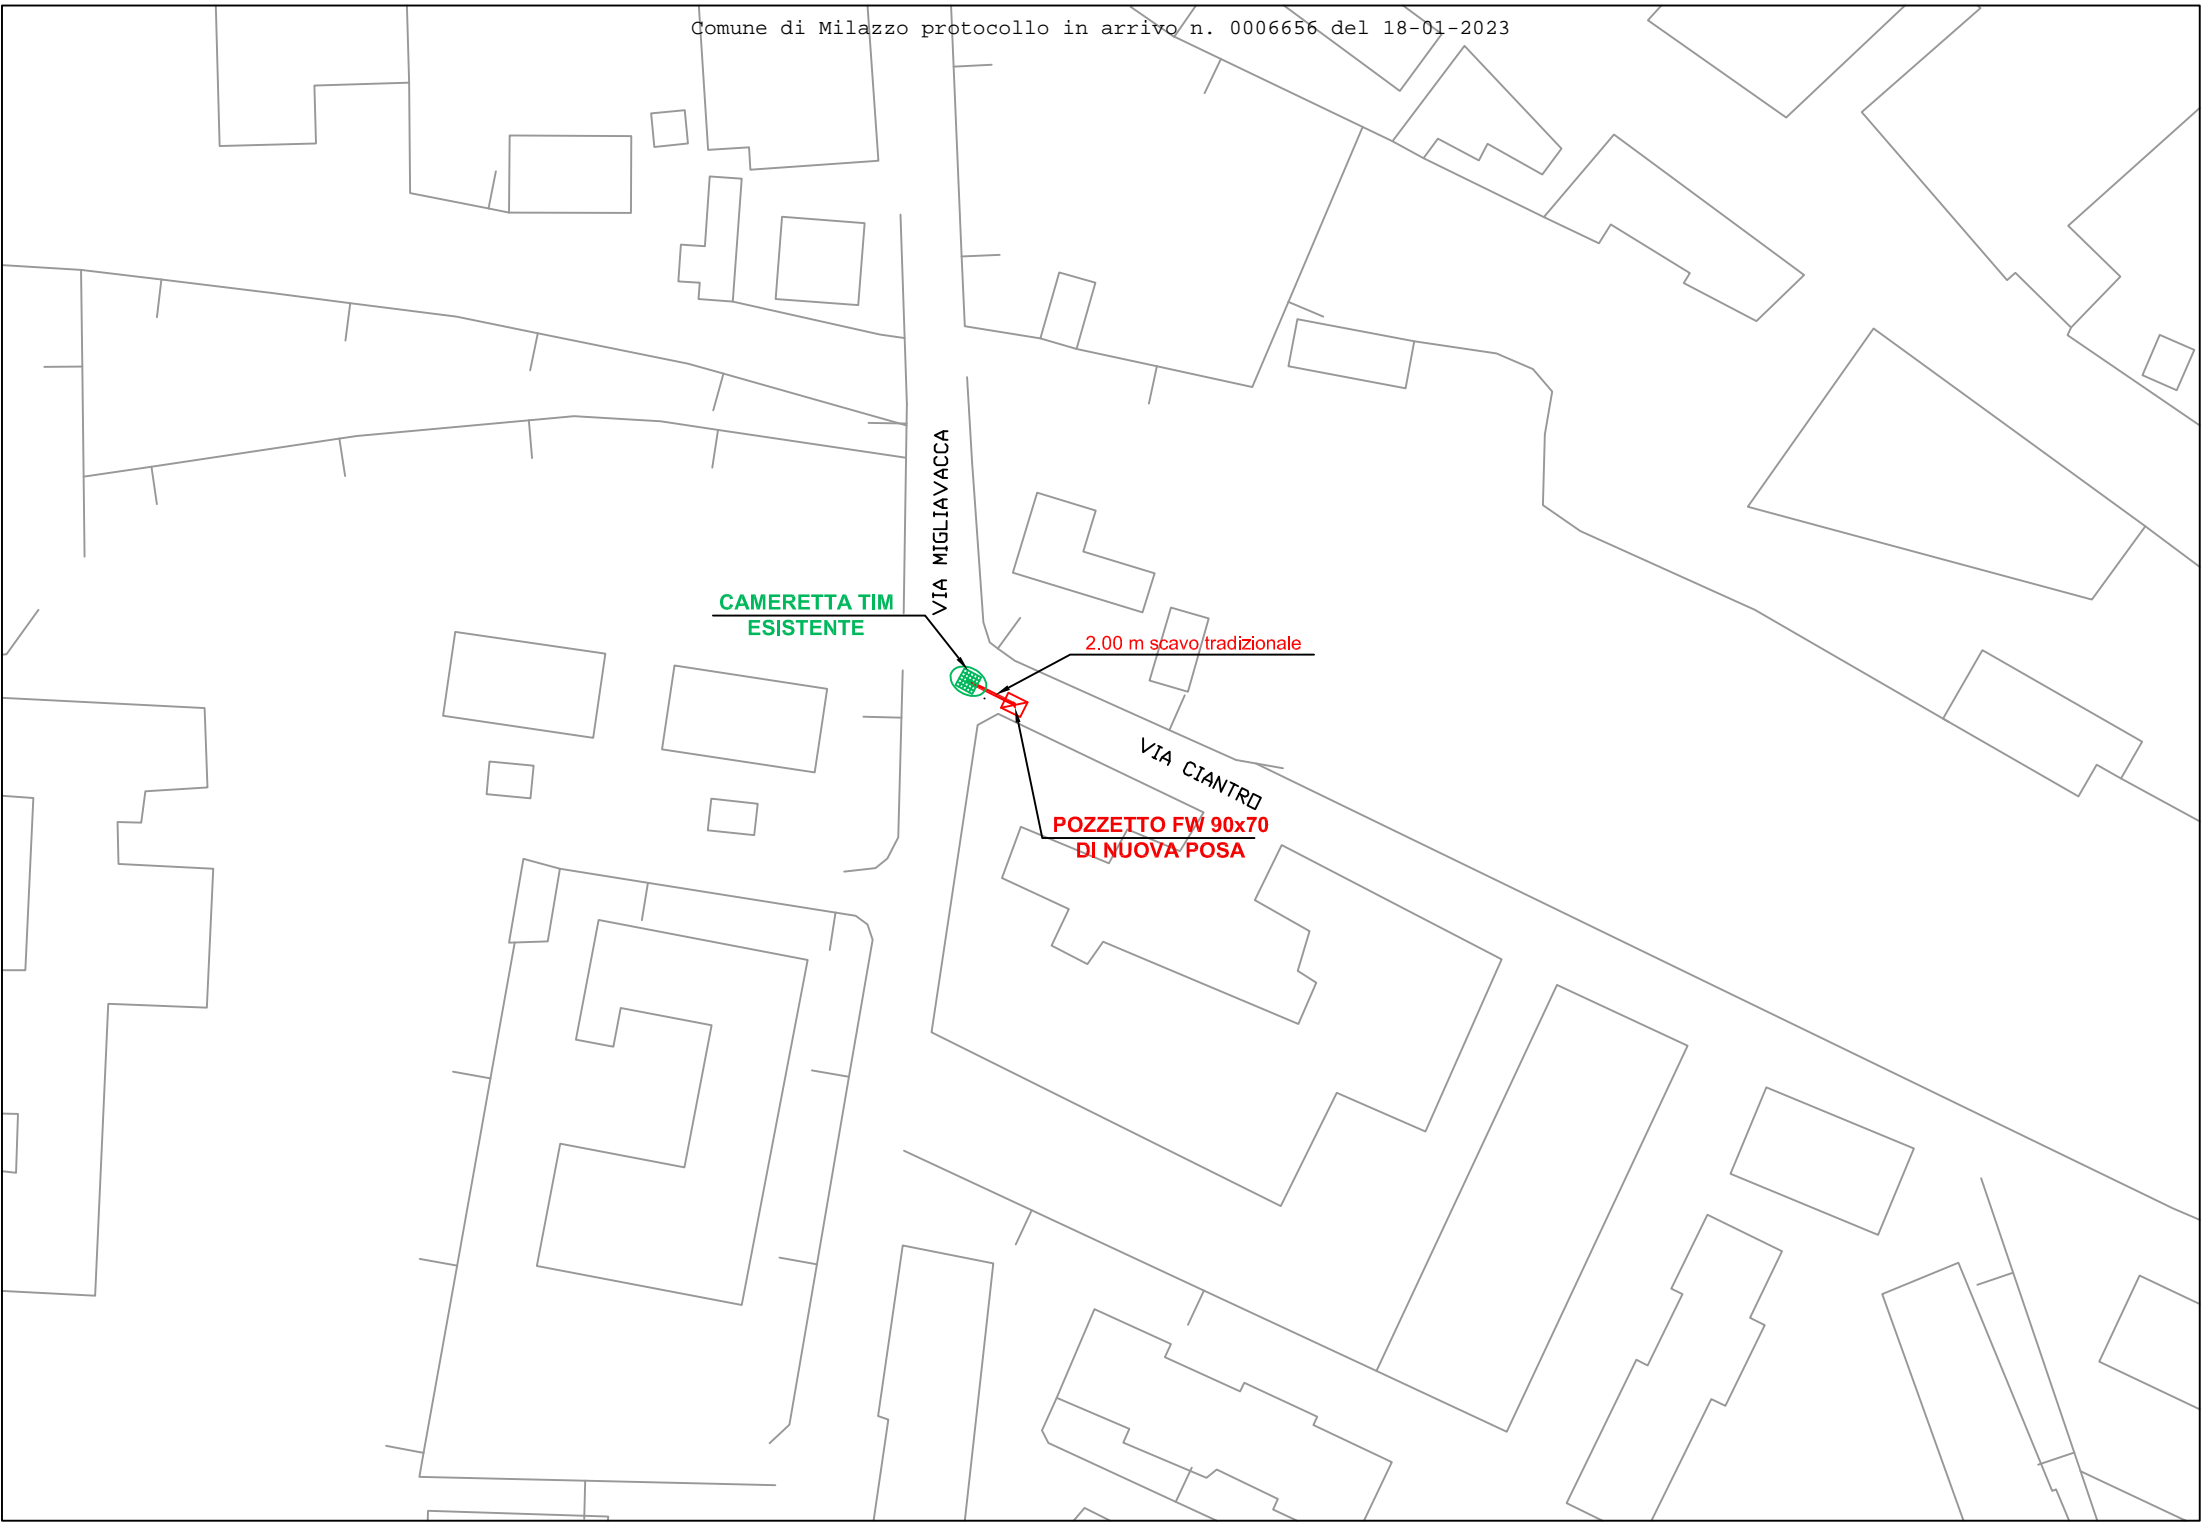 Comune di Milazzo protocollo in arrivo n. 0006656 del 18-01-2023
VIA MIGLIAVACCA
CAMERETTA TIM
ESISTENTE
2.00 m scavo tradizionale
VIA CIANTRO
POZZETTO FW 90x70
DI NUOVA POSA